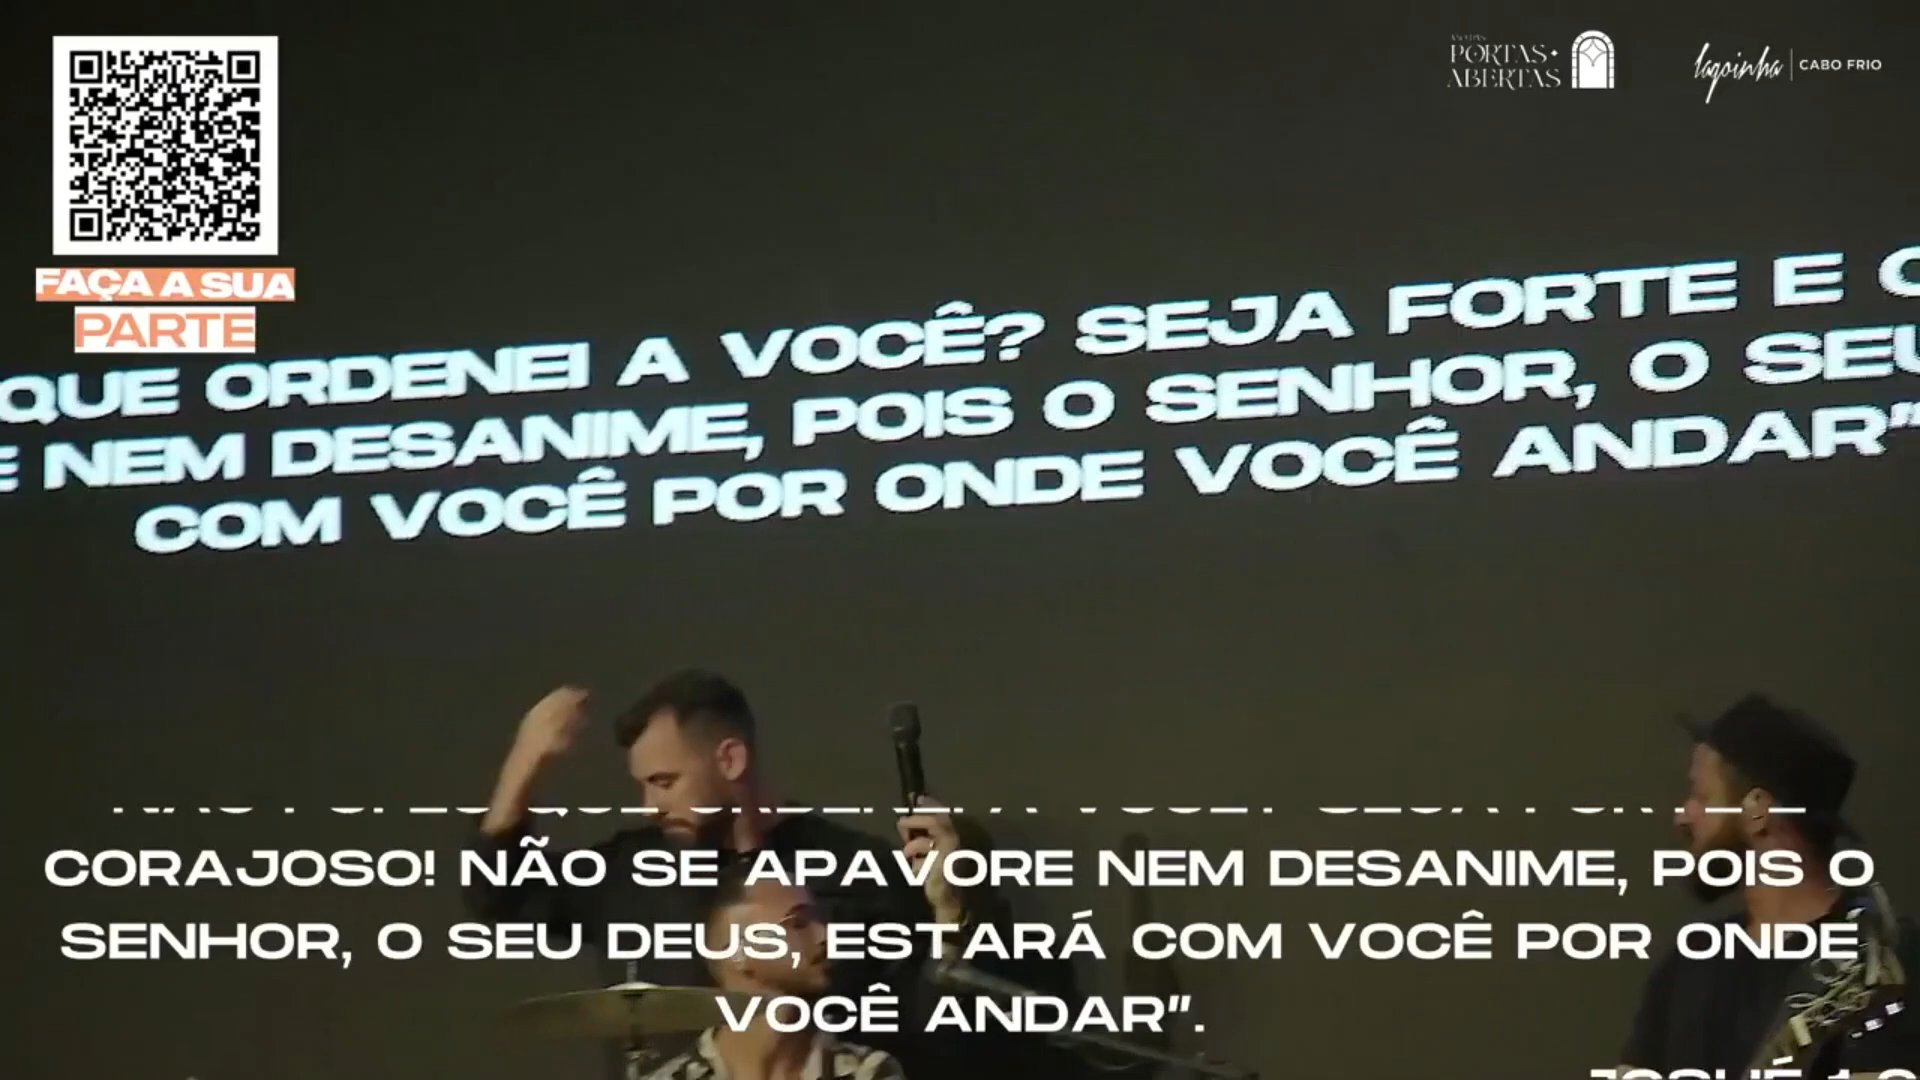 ANO DAS
PORTAS
ABERTAS
lagoinha
CABO FRIO
FAÇA A SUA
PARTE
QUE ORDENEI A VOCÊ? SEJA FORTE E
NEM DESANIME, POIS O SENHOR, O SEU
COM VOCÊ POR ONDE VOCÊ ANDAR"
CORAJOSO! NÃO SE APAVORE NEM DESANIME, POIS O
SENHOR, O SEU DEUS, ESTARÁ COM VOCÊ POR ONDE
VOCÊ ANDAR".